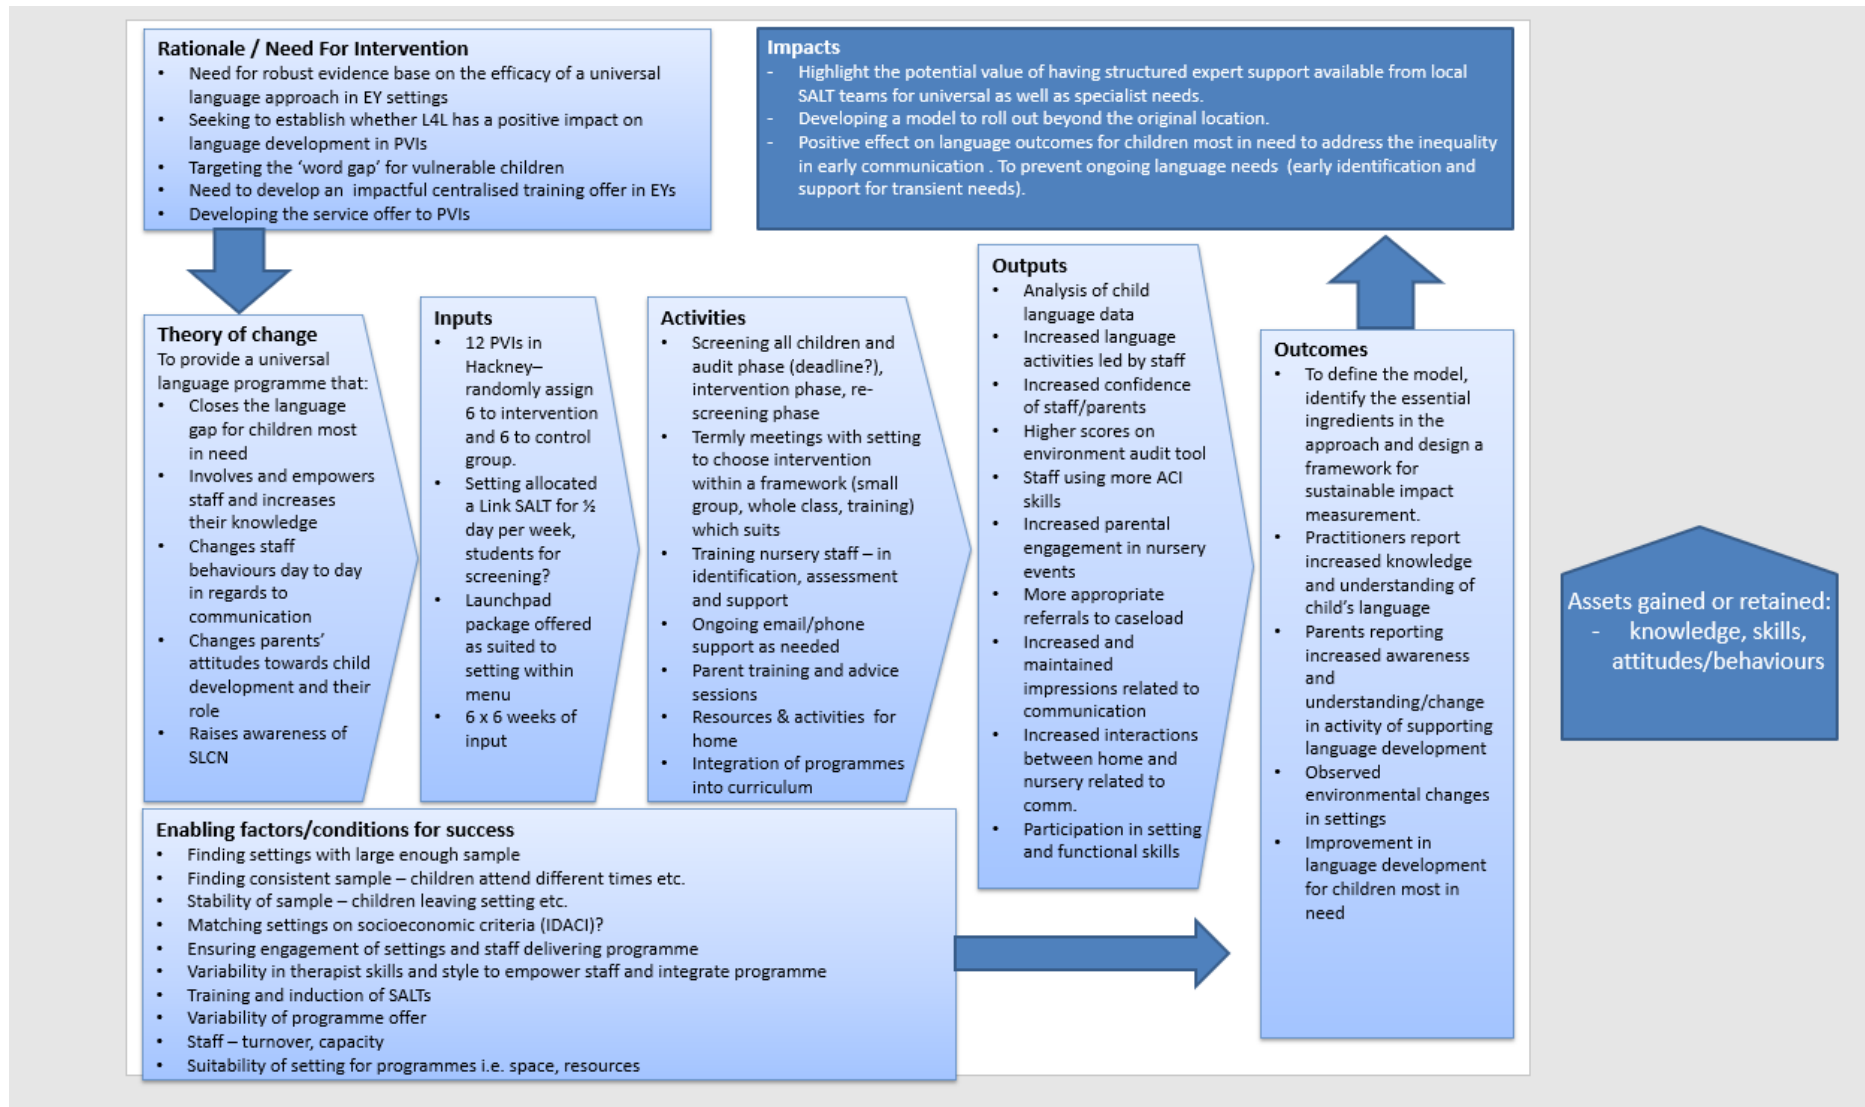 Rationale / Need For Intervention
• Need for robust evidence base on the efficacy of a universal
language approach in EY settings
• Seeking to establish whether L4L has a positive impact on
language development in PVIs
• Targeting the ‘word gap’ for vulnerable children
• Need to develop an impactful centralised training offer in EYs
• Developing the service offer to PVIs
Impacts
- Highlight the potential value of having structured expert support available from local
SALT teams for universal as well as specialist needs.
- Developing a model to roll out beyond the original location.
- Positive effect on language outcomes for children most in need to address the inequality
in early communication . To prevent ongoing language needs (early identification and
support for transient needs).
Theory of change
To provide a universal
language programme that:
• Closes the language
gap for children most
in need
• Involves and empowers
staff and increases
their knowledge
• Changes staff
behaviours day to day
in regards to
communication
• Changes parents’
attitudes towards child
development and their
role
• Raises awareness of
SLCN
Inputs
• 12 PVIs in
Hackney–
randomly assign
6 to intervention
and 6 to control
group.
• Setting allocated
a Link SALT for ½
day per week,
students for
screening?
• Launchpad
package offered
as suited to
setting within
menu
• 6 x 6 weeks of
input
Activities
• Screening all children and
audit phase (deadline?),
intervention phase, re-
screening phase
• Termly meetings with setting
to choose intervention
within a framework (small
group, whole class, training)
which suits
• Training nursery staff – in
identification, assessment
and support
• Ongoing email/phone
support as needed
• Parent training and advice
sessions
• Resources & activities for
home
• Integration of programmes
into curriculum
Outputs
• Analysis of child
language data
• Increased language
activities led by staff
• Increased confidence
of staff/parents
• Higher scores on
environment audit tool
• Staff using more ACI
skills
• Increased parental
engagement in nursery
events
• More appropriate
referrals to caseload
• Increased and
maintained
impressions related to
communication
• Increased interactions
between home and
nursery related to
comm.
• Participation in setting
and functional skills
Outcomes
• To define the model,
identify the essential
ingredients in the
approach and design a
framework for
sustainable impact
measurement.
• Practitioners report
increased knowledge
and understanding of
child’s language
• Parents reporting
increased awareness
and
understanding/change
in activity of supporting
language development
• Observed
environmental changes
in settings
• Improvement in
language development
for children most in
need
Assets gained or retained:
- knowledge, skills,
attitudes/behaviours
Enabling factors/conditions for success
• Finding settings with large enough sample
• Finding consistent sample – children attend different times etc.
• Stability of sample – children leaving setting etc.
• Matching settings on socioeconomic criteria (IDACI)?
• Ensuring engagement of settings and staff delivering programme
• Variability in therapist skills and style to empower staff and integrate programme
• Training and induction of SALTs
• Variability of programme offer
• Staff – turnover, capacity
• Suitability of setting for programmes i.e. space, resources